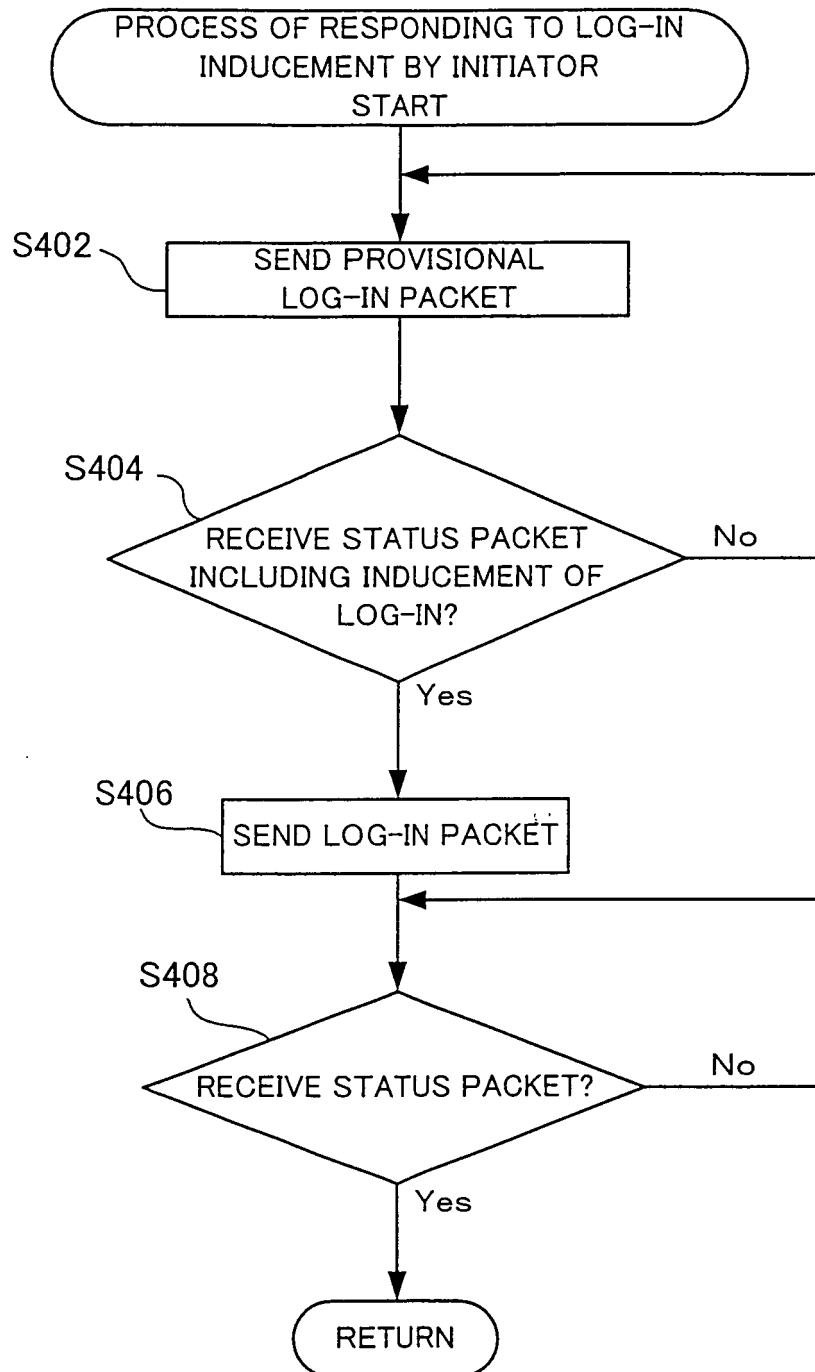 PROCESS OF RESPONDING TO LOG-IN
INDUCEMENT BY INITIATOR
START
S402
SEND PROVISIONAL
LOG-IN PACKET
S404
RECEIVE STATUS PACKET
INCLUDING INDUCEMENT OF
LOG-IN?
No
Yes
S406
SEND LOG-IN PACKET
S408
RECEIVE STATUS PACKET?
No
Yes
RETURN